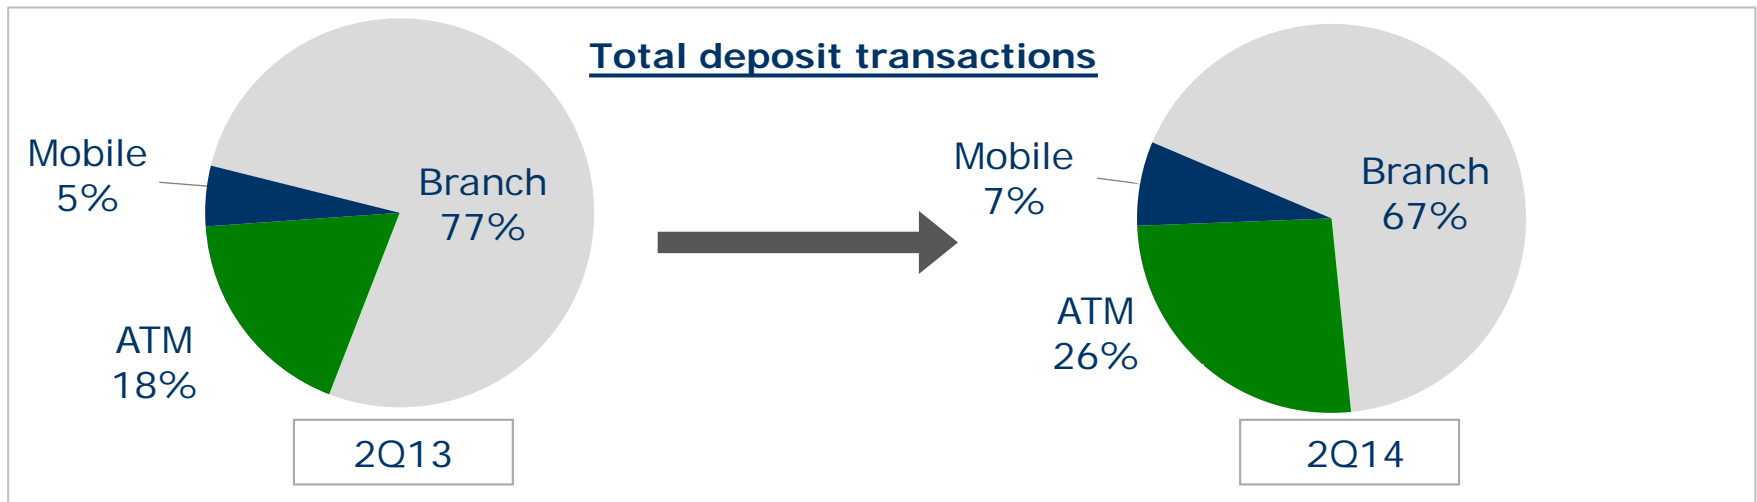 Total deposit transactions
Mobile
5%
Branch
77%
ATM
18%
2Q13
Mobile
7%
Branch
67%
ATM
26%
2Q14